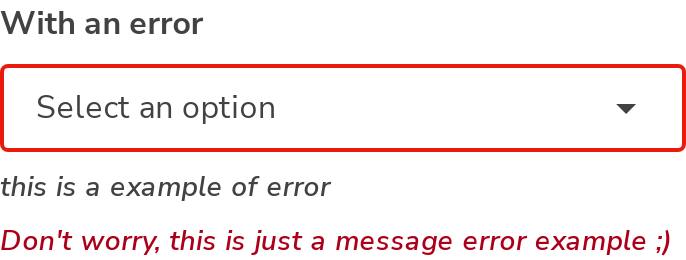 With an error
Select an option
this is a example of error
Don't worry, this is just a message error example ;)